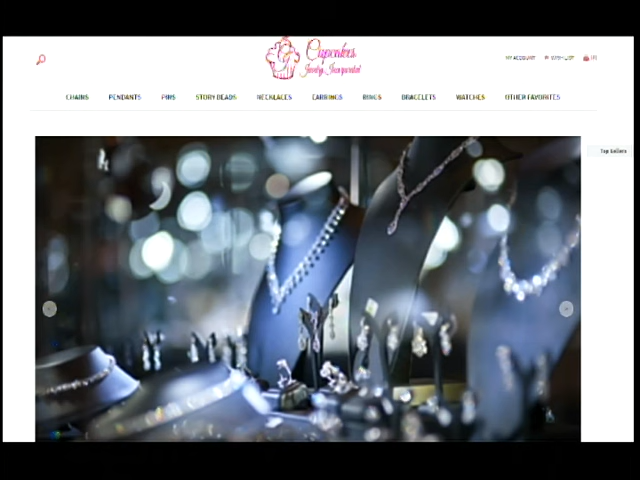 Cupcakes
Jewelry, Incorporated
MY ACCOUNT WISH LIST (0)
CHAINS PENDANTS PINS STORY BEADS NECKLACES EARRINGS RINGS BRACELETS WATCHES OTHER FAVORITES
Top Sellers